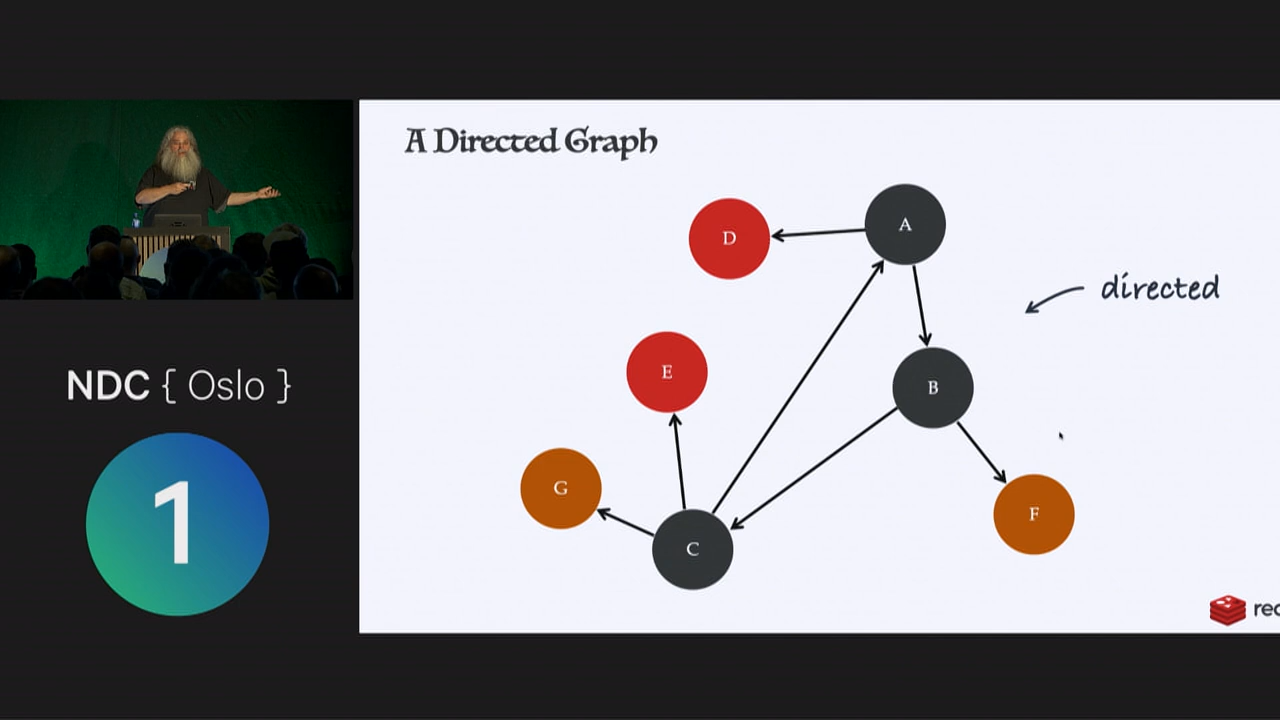 A Directed Graph
D
A
directed
E
B
G
F
C
NDC { Oslo }
1